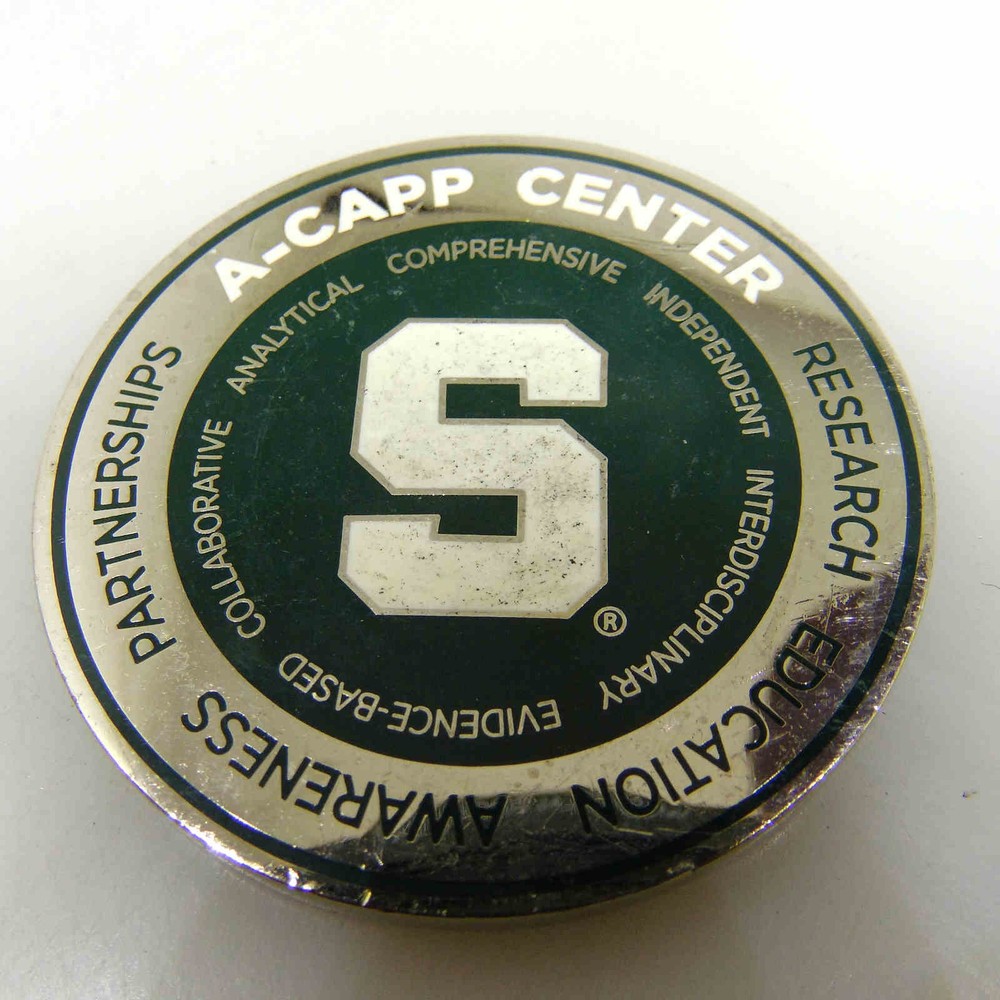 A-CAPP CENTER
RESEARCH
EDUCATION
AWARENESS
PARTNERSHIPS
COMPREHENSIVE
INDEPENDENT
INTERDISCIPLINARY
EVIDENCE-BASED
COLLABORATIVE
ANALYTICAL
S
®